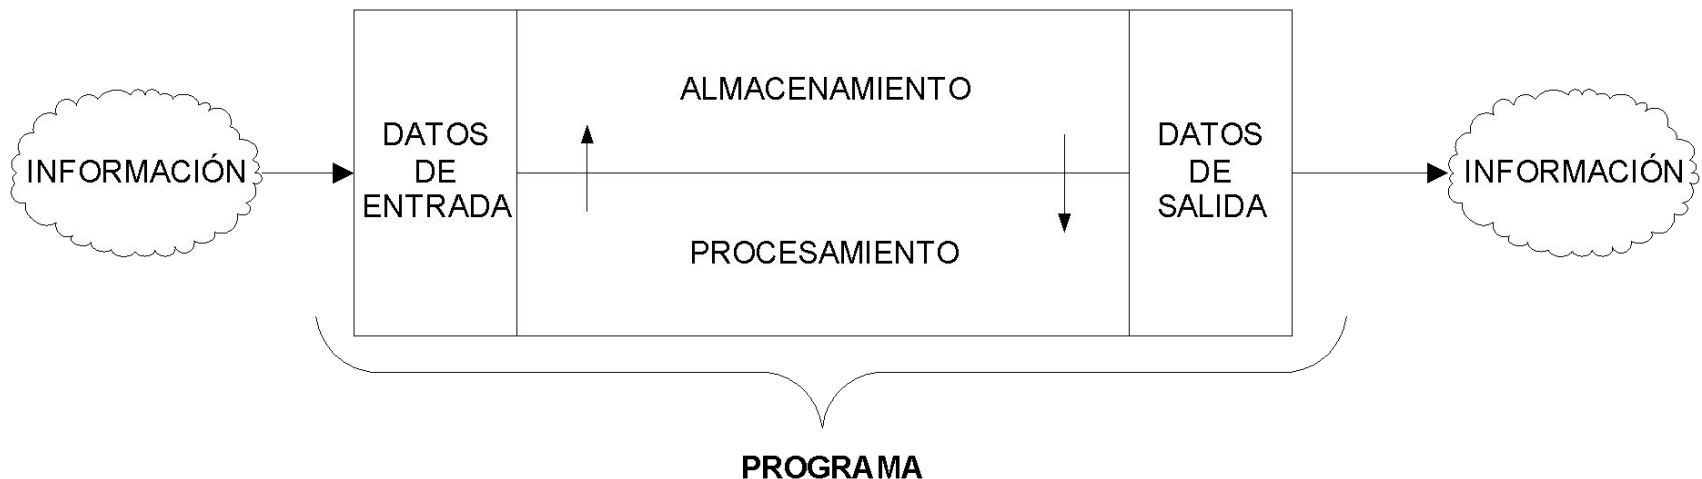 INFORMACIÓN
DATOS
DE
ENTRADA
ALMACENAMIENTO
PROCESAMIENTO
DATOS
DE
SALIDA
INFORMACIÓN
PROGRAMA